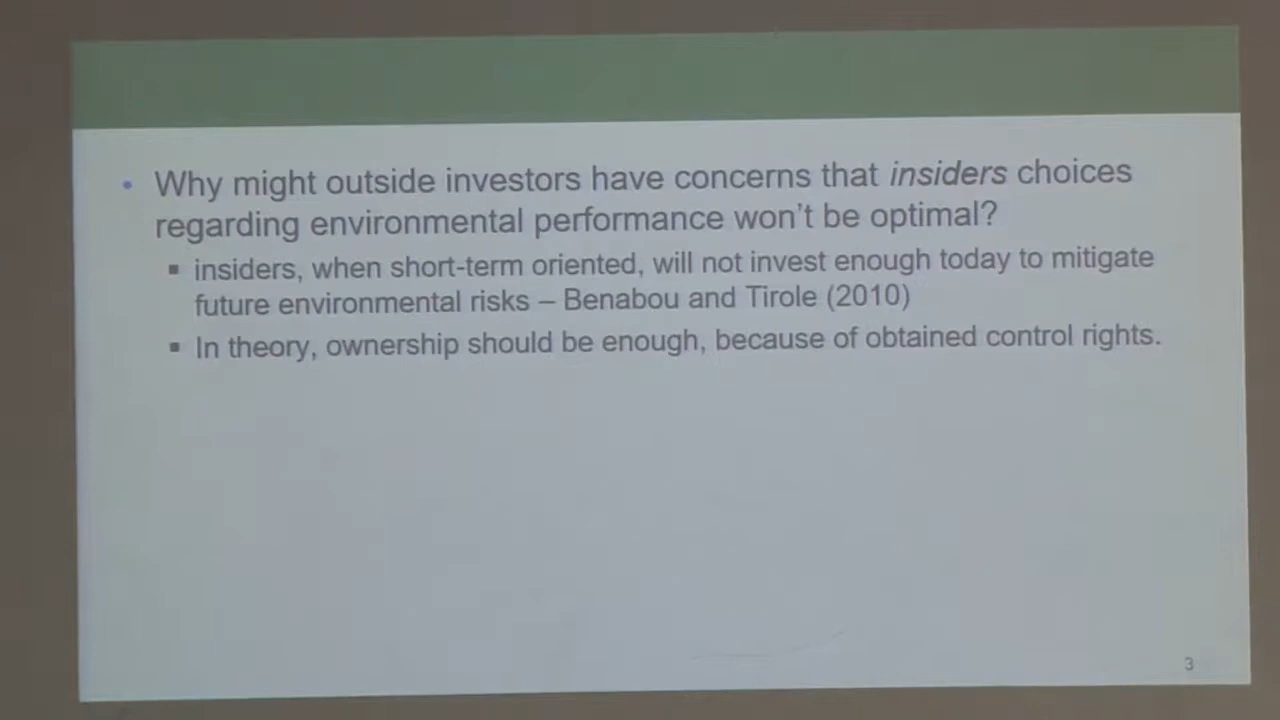 • Why might outside investors have concerns that insiders choices
regarding environmental performance won't be optimal?
▪ insiders, when short-term oriented, will not invest enough today to mitigate
future environmental risks – Benabou and Tirole (2010)
▪ In theory, ownership should be enough, because of obtained control rights.
3